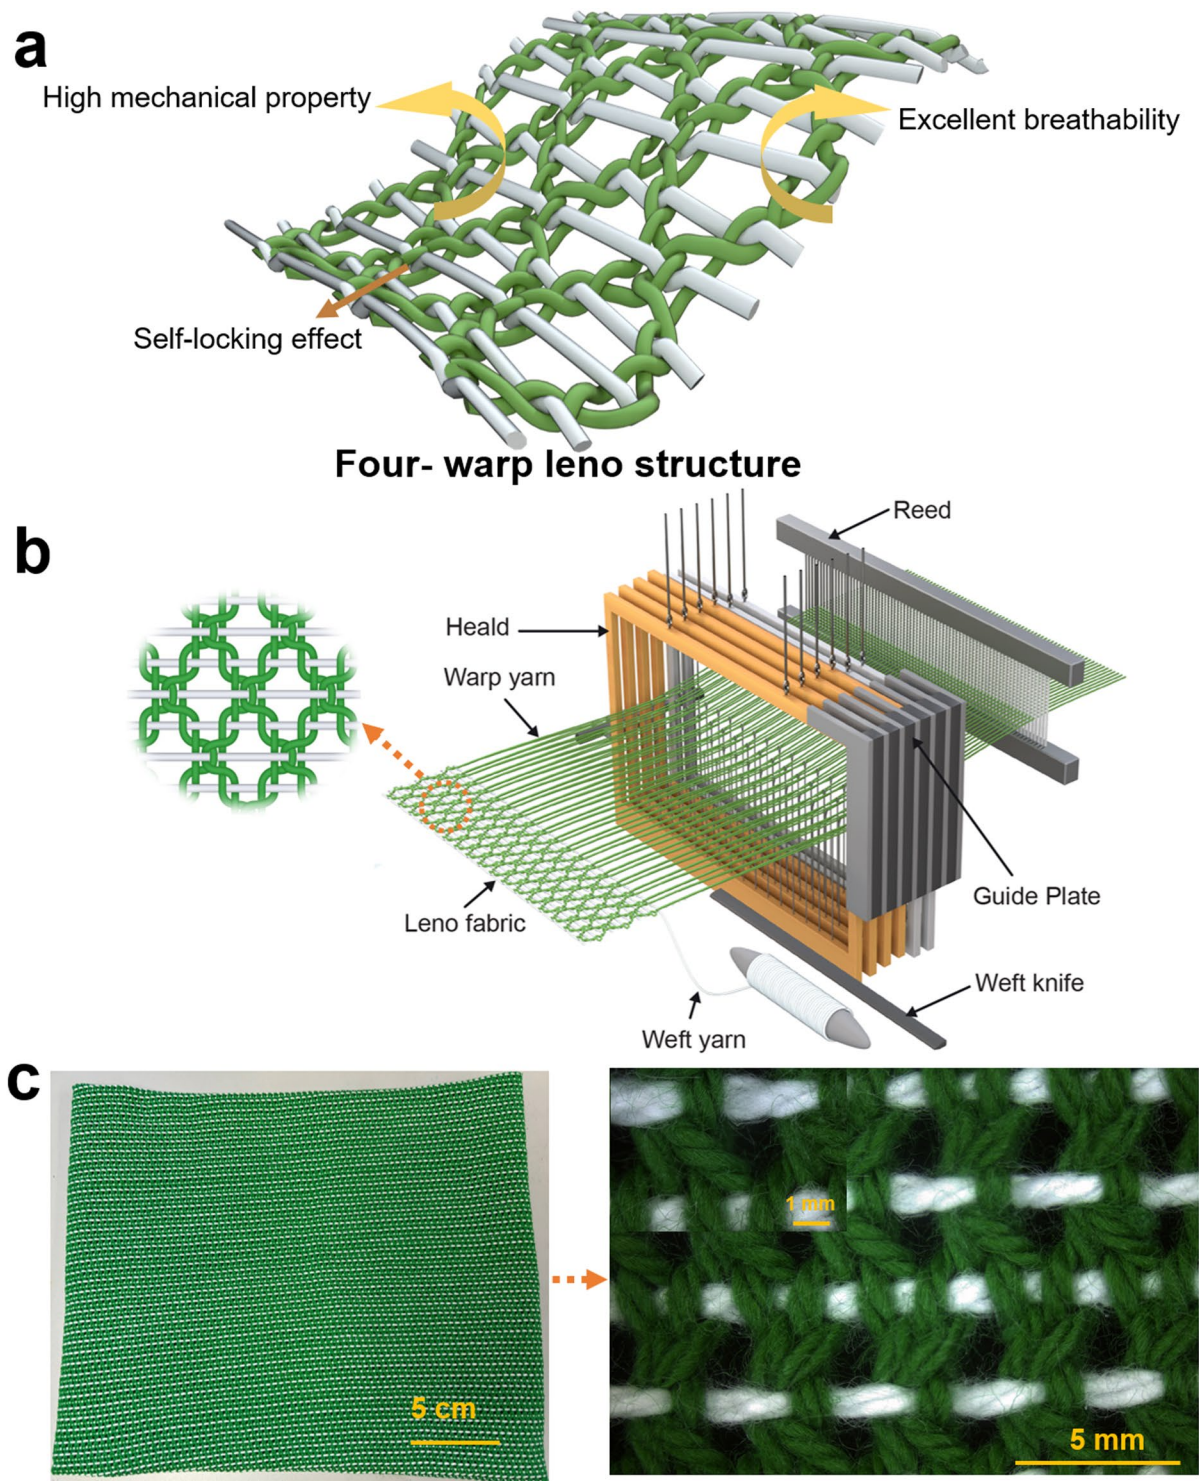 a
High mechanical property
Excellent breathability
Self-locking effect
Four- warp leno structure
b
Reed
Heald
Warp yarn
Guide Plate
Leno fabric
Weft knife
Weft yarn
c
1 mm
5 cm
5 mm